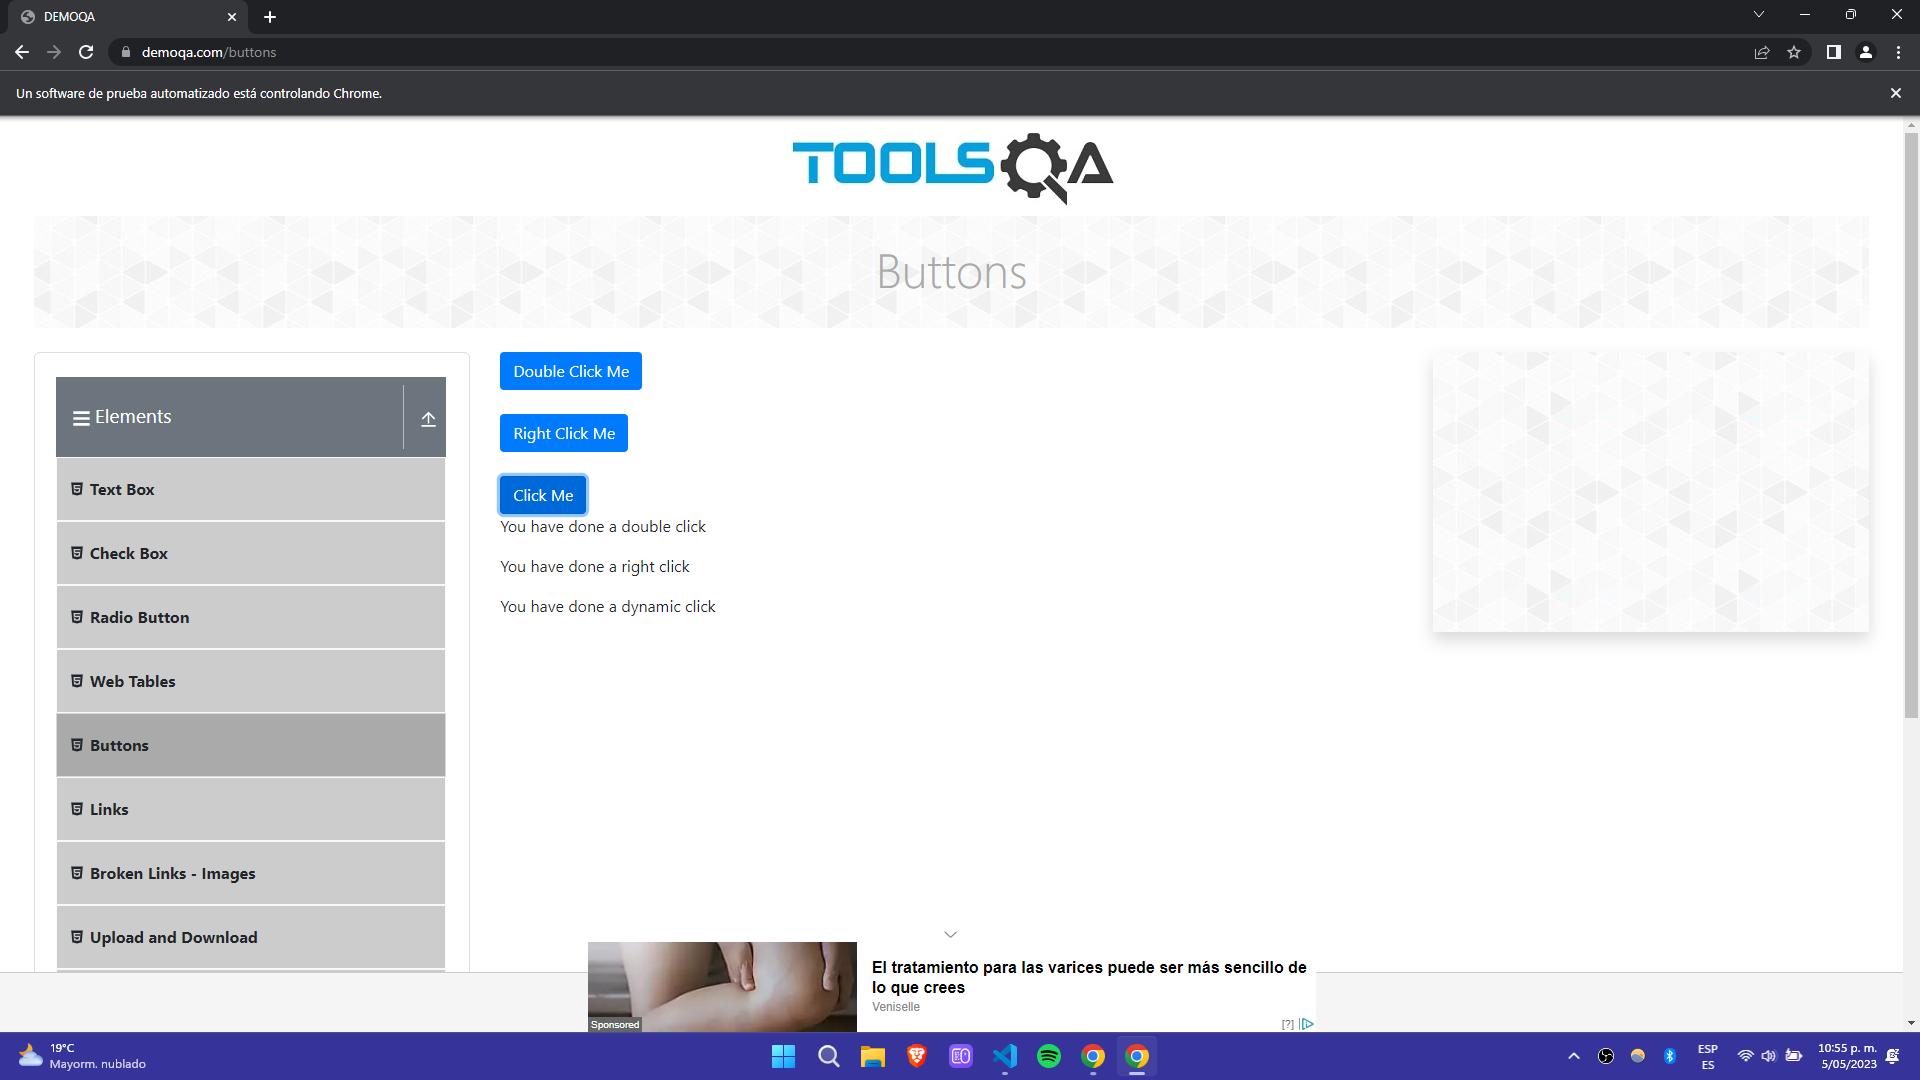 DEMOQA
demoqa.com/buttons
Un software de prueba automatizado está controlando Chrome.
TOOLSQA
Buttons
Elements
Text Box
Check Box
Radio Button
Web Tables
Buttons
Links
Broken Links - Images
Upload and Download
Double Click Me
Right Click Me
Click Me
You have done a double click
You have done a right click
You have done a dynamic click
El tratamiento para las varices puede ser más sencillo de
lo que crees
Veniselle
Sponsored
[?]
19°C
Mayorm. nublado
ESP
ES
10:55 p. m.
5/05/2023